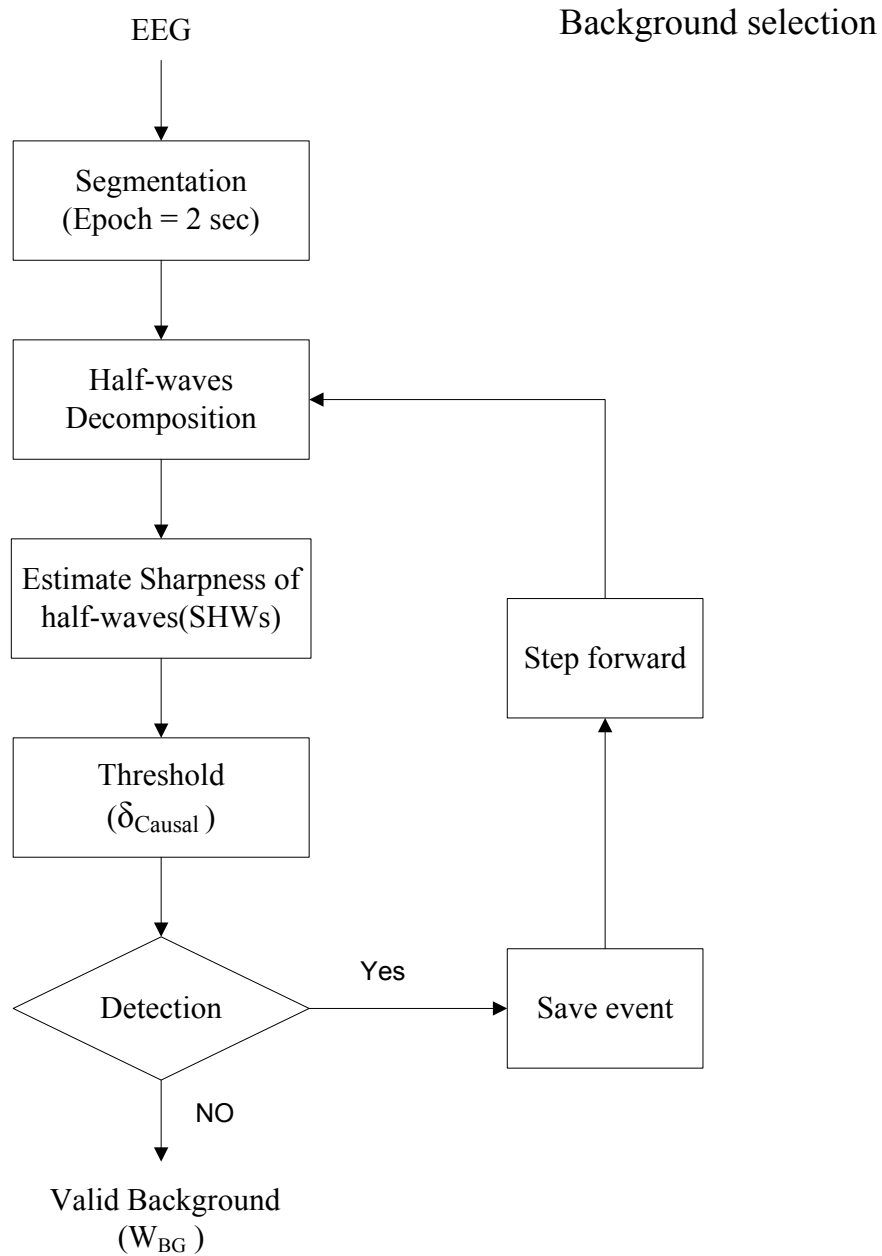 Background selection
EEG
Segmentation
(Epoch = 2 sec)
Half-waves
Decomposition
Estimate Sharpness of
half-waves(SHWs)
Step forward
Threshold
(δCausal )
Detection
Yes
Save event
NO
Valid Background
(WBG )